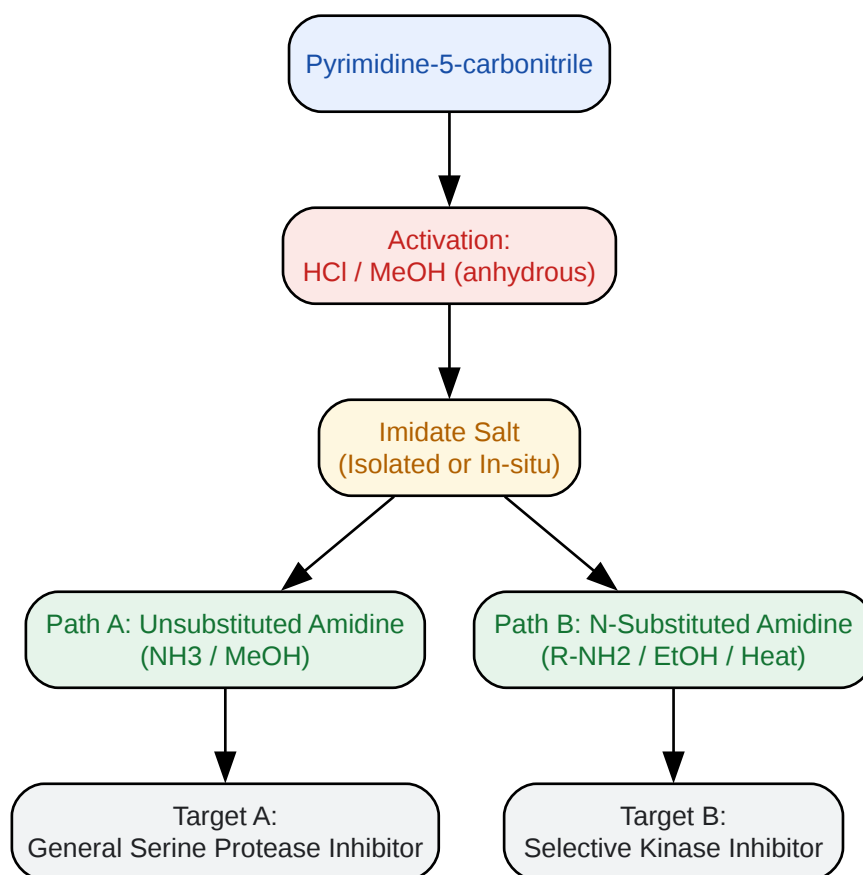 Pyrimidine-5-carbonitrile
Activation:
HCl / MeOH (anhydrous)
Imidate Salt
(Isolated or In-situ)
Path A: Unsubstituted Amidine
(NH3 / MeOH)
Path B: N-Substituted Amidine
(R-NH2 / EtOH / Heat)
Target A:
General Serine Protease Inhibitor
Target B:
Selective Kinase Inhibitor